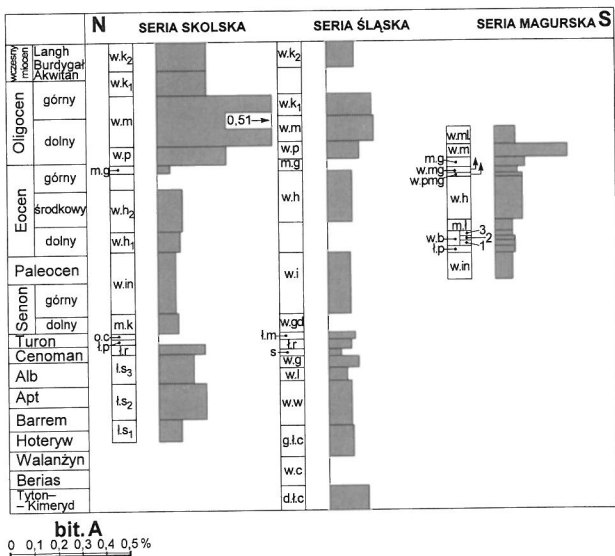 N
S
SERIA SKOLSKA
SERIA ŚLĄSKA
SERIA MAGURSKA
wczesny miocen
Langh
Burdygał
Akwitan
Oligocen
górny
dolny
Eocen
górny
środkowy
dolny
Paleocen
Senon
górny
dolny
Turon
Cenoman
Alb
Apt
Barrem
Hoteryw
Walanżyn
Berias
Tyton-
- Kimeryd
w.k2
w.k1
w.m
w.p
m.g
w.h2
w.h1
w.in
m.k
o.c
ł.p
ł.r
ł.s3
ł.s2
ł.s1
0,51
w.k2
w.k1
w.m
w.p
m.g
w.h
w.i
w.gd
ł.m
ł.r
s
w.g
w.l
w.w
g.ł.c
w.c
d.ł.c
w.ml
w.m
m.g
w.mg
w.pmg
w.h
m.l
3
w.b
2
1
ł.p
w.in
bit. A
0 0,1 0,2 0,3 0,4 0,5 %